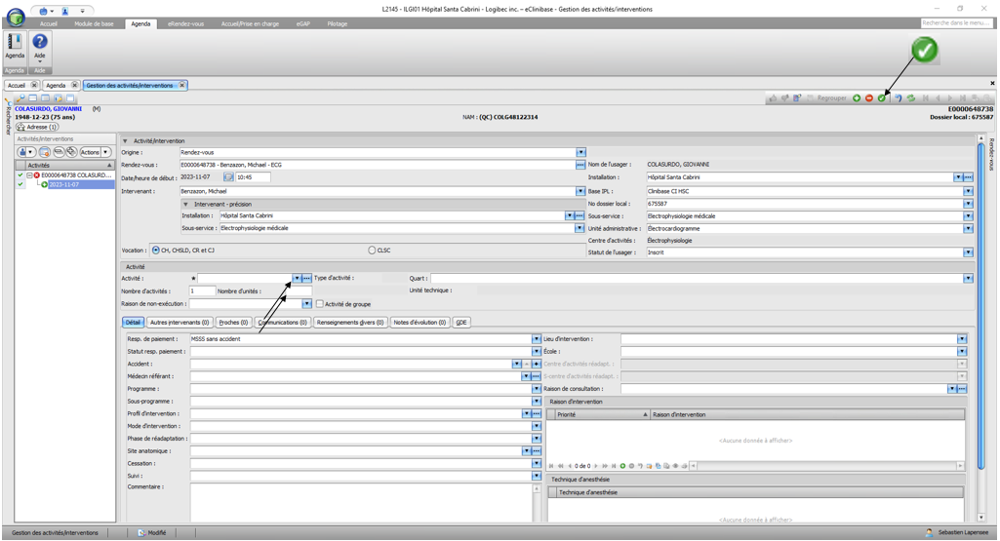 L2145 - ILGI01 Hôpital Santa Cabrini - Logibec inc. – eClinibase - Gestion des activités/interventions
Accueil Module de base Agenda eRendez-vous Accueil/Prise en charge eGAP Pilotage
Recherche dans le menu...
Agenda Aide
Agenda Aide
Accueil Agenda Gestion des activités/interventions
Regrouper
Rechercher
COLASURDO, GIOVANNI (M)
E0000648738
1948-12-23 (75 ans)
NAM : (QC) COLG48122314
Dossier local : 675587
Adresse (1)
Rendez-vous
Activités/interventions
Actions
Activités
E0000648738 COLASURD...
2023-11-07
Activité/intervention
Origine : Rendez-vous
Rendez-vous : E0000648738 - Benzazon, Michael - ECG
Nom de l'usager : COLASURDO, GIOVANNI
Date/heure de début : 2023-11-07 10:45
Installation : Hôpital Santa Cabrini
Intervenant : Benzazon, Michael
Base IPL : Clinibase CI HSC
Intervenant - précision
No dossier local : 675587
Installation : Hôpital Santa Cabrini
Sous-service : Électrophysiologie médicale
Sous-service : Électrophysiologie médicale
Unité administrative : Électrocardiogramme
Centre d'activités : Électrophysiologie
Vocation : CH, CHSLD, CR et CJ CLSC
Statut de l'usager : Inscrit
Activité
Activité : Type d'activité : Quart :
Nombre d'activités : 1 Nombre d'unités : Unité technique :
Raison de non-exécution : Activité de groupe
Détail Autres intervenants (0) Proches (0) Communications (0) Renseignements divers (0) Notes d'évolution (0) GDE
Resp. de paiement : MSSS sans accident
Lieu d'intervention :
Statut resp. paiement :
École :
Accident :
Centre d'activités réadapt. :
Médecin référant :
S-centre d'activités réadapt. :
Programme :
Raison de consultation :
Sous-programme :
Raison d'intervention
Profil d'intervention :
Priorité Raison d'intervention
Mode d'intervention :
Phase de réadaptation :
<Aucune donnée à afficher>
Site anatomique :
Cessation :
0 de 0
Suivi :
Technique d'anesthésie
Commentaire :
Technique d'anesthésie
<Aucune donnée à afficher>
Gestion des activités/interventions Modifié Sebastien Lapensee